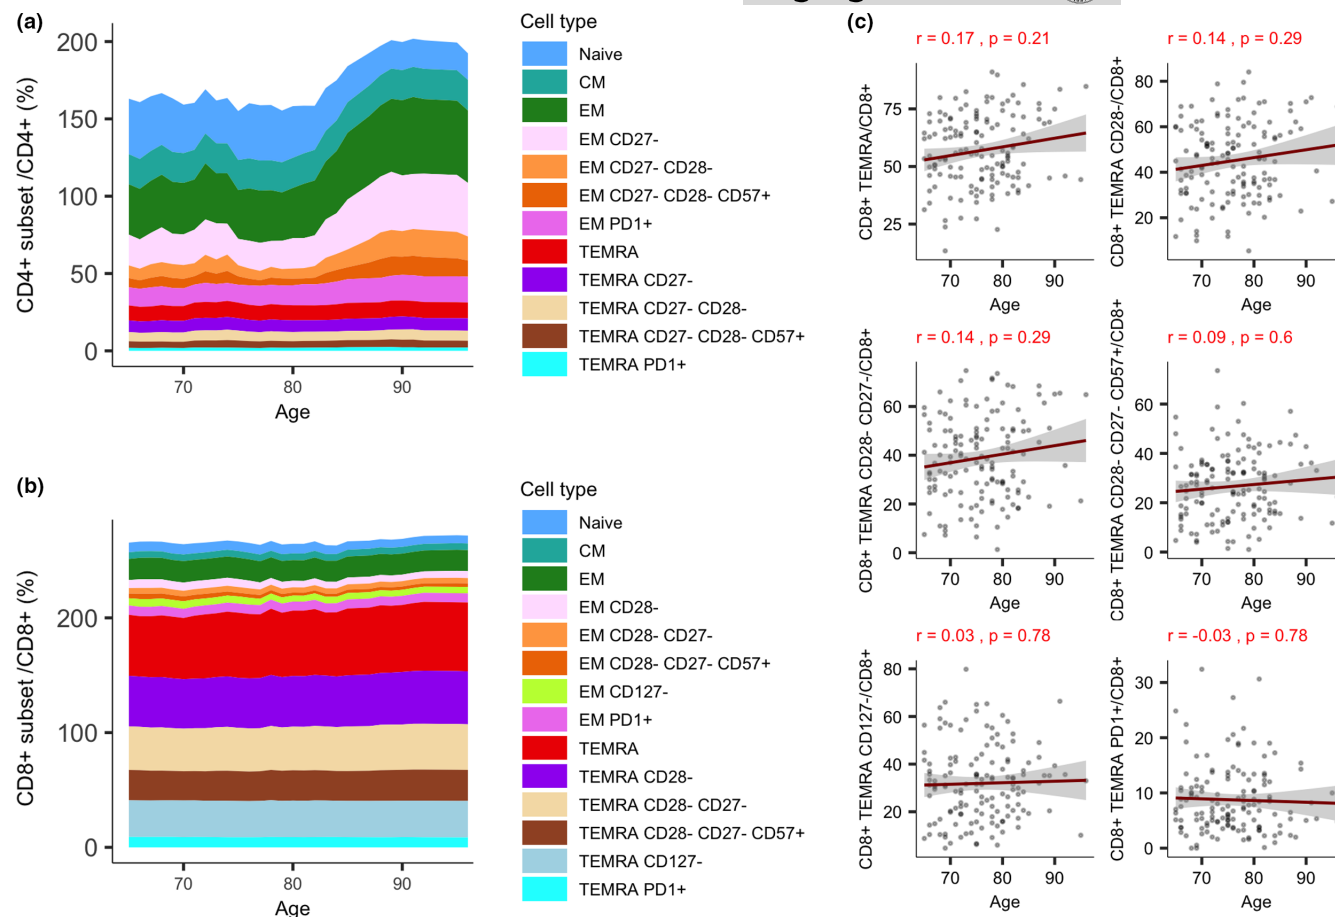 (a)
CD4+ subset /CD4+ (%)
200
150
100
50
0
70
80
90
Age
Cell type
Naive
CM
EM
EM CD27-
EM CD27- CD28-
EM CD27- CD28- CD57+
EM PD1+
TEMRA
TEMRA CD27-
TEMRA CD27- CD28-
TEMRA CD27- CD28- CD57+
TEMRA PD1+
(b)
CD8+ subset /CD8+ (%)
200
100
0
70
80
90
Age
Cell type
Naive
CM
EM
EM CD28-
EM CD28- CD27-
EM CD28- CD27- CD57+
EM CD127-
EM PD1+
TEMRA
TEMRA CD28-
TEMRA CD28- CD27-
TEMRA CD28- CD27- CD57+
TEMRA CD127-
TEMRA PD1+
(c)
r = 0.17 , p = 0.21
CD8+ TEMRA/CD8+
75
50
25
70
80
90
Age
r = 0.14 , p = 0.29
CD8+ TEMRA CD28-/CD8+
80
60
40
20
70
80
90
Age
r = 0.14 , p = 0.29
CD8+ TEMRA CD28- CD27-/CD8+
60
40
20
0
70
80
90
Age
r = 0.09 , p = 0.6
CD8+ TEMRA CD28- CD27- CD57+/CD8+
60
40
20
0
70
80
90
Age
r = 0.03 , p = 0.78
CD8+ TEMRA CD127-/CD8+
80
60
40
20
70
80
90
Age
r = -0.03 , p = 0.78
CD8+ TEMRA PD1+/CD8+
30
20
10
0
70
80
90
Age